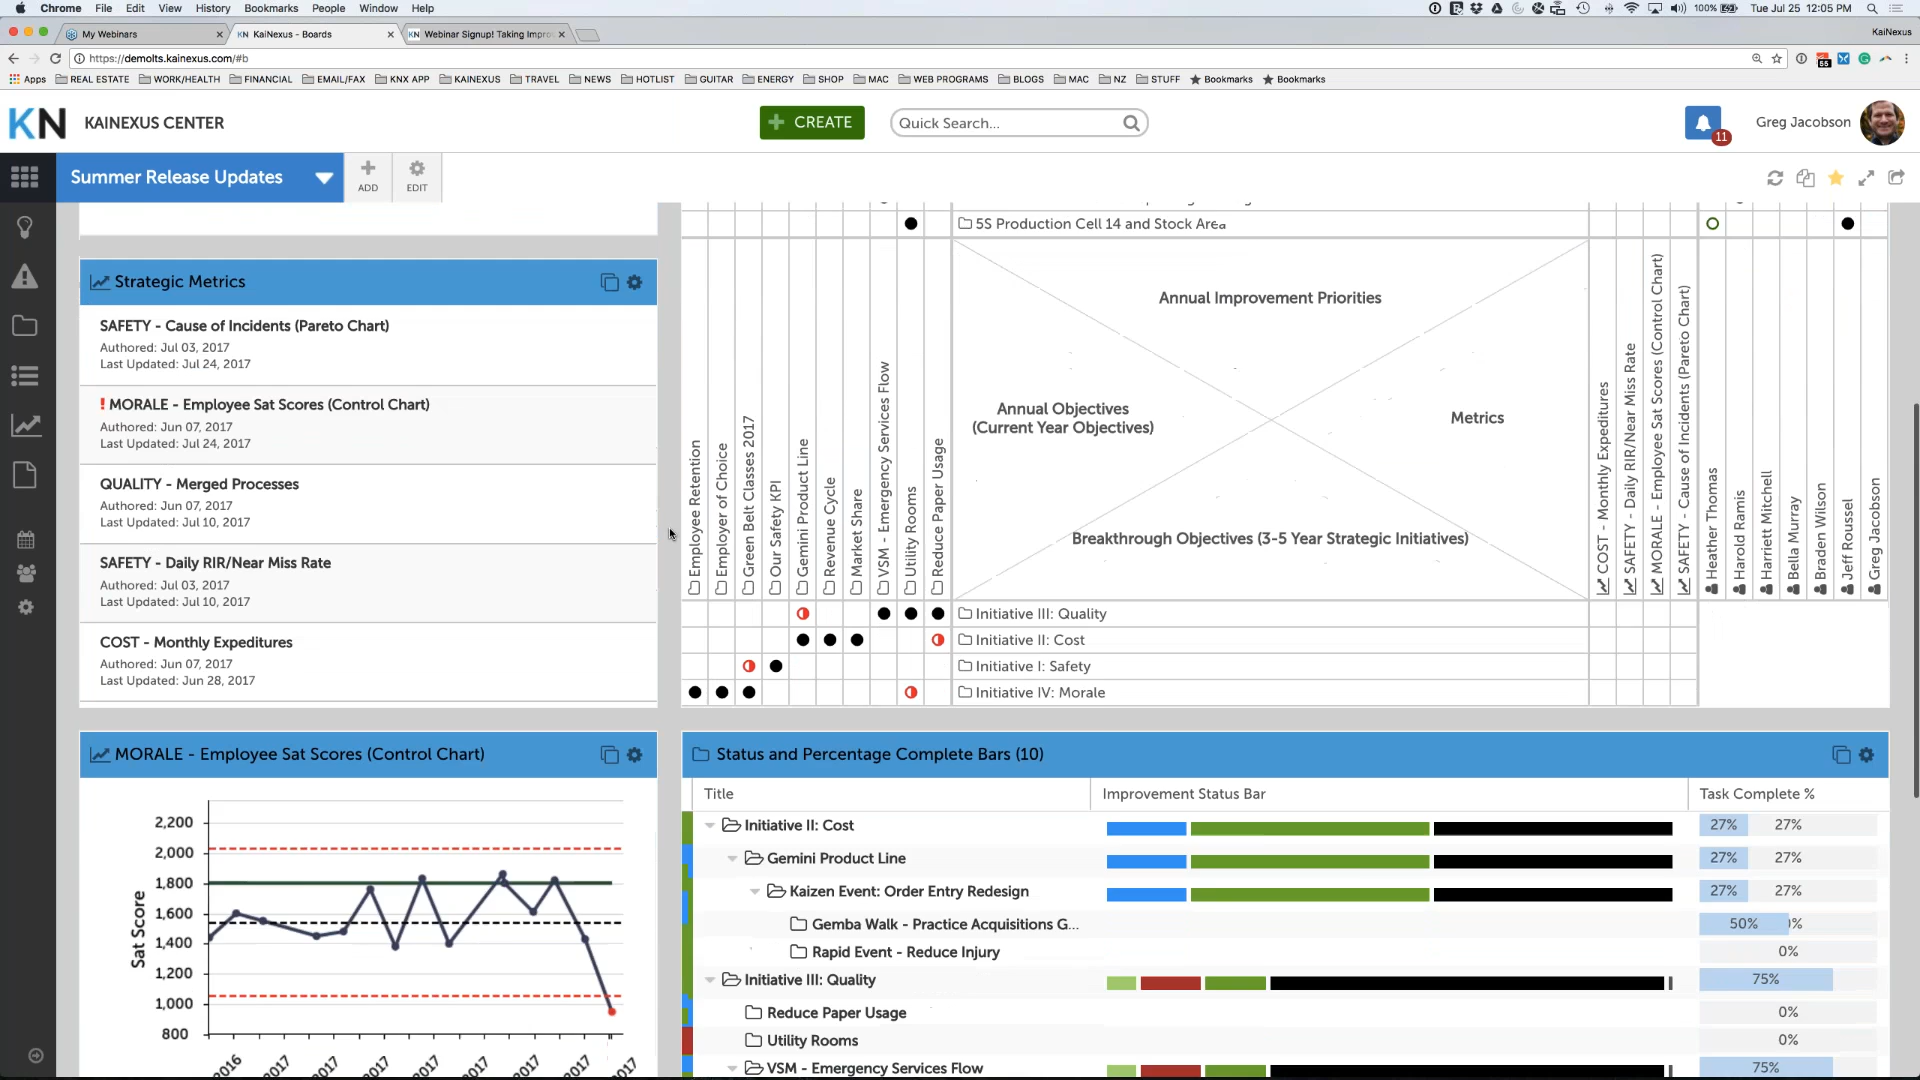 Chrome File Edit View History Bookmarks People Window Help
100% Tue Jul 25 12:05 PM
My Webinars
KN KaiNexus - Boards
KN Webinar Signup! Taking Impro
KaiNexus
https://demolts.kainexus.com/#b
55
Apps REAL ESTATE WORK/HEALTH FINANCIAL EMAIL/FAX KNX APP KAINEXUS TRAVEL NEWS HOTLIST GUITAR ENERGY SHOP MAC WEB PROGRAMS BLOGS MAC NZ STUFF Bookmarks Bookmarks
KN KAINEXUS CENTER
CREATE
Quick Search...
11
Greg Jacobson
Summer Release Updates
ADD
EDIT
5S Production Cell 14 and Stock Area
Strategic Metrics
SAFETY - Cause of Incidents (Pareto Chart)
Authored: Jul 03, 2017
Last Updated: Jul 24, 2017
! MORALE - Employee Sat Scores (Control Chart)
Authored: Jun 07, 2017
Last Updated: Jul 24, 2017
QUALITY - Merged Processes
Authored: Jun 07, 2017
Last Updated: Jul 10, 2017
SAFETY - Daily RIR/Near Miss Rate
Authored: Jul 03, 2017
Last Updated: Jul 10, 2017
COST - Monthly Expeditures
Authored: Jun 07, 2017
Last Updated: Jun 28, 2017
Employee Retention
Employer of Choice
Green Belt Classes 2017
Our Safety KPI
Gemini Product Line
Revenue Cycle
Market Share
VSM - Emergency Services Flow
Utility Rooms
Reduce Paper Usage
Annual Improvement Priorities
Annual Objectives
(Current Year Objectives)
Metrics
Breakthrough Objectives (3-5 Year Strategic Initiatives)
COST - Monthly Expeditures
SAFETY - Daily RIR/Near Miss Rate
MORALE - Employee Sat Scores (Control Chart)
SAFETY - Cause of Incidents (Pareto Chart)
Heather Thomas
Harold Ramis
Harriett Mitchell
Bella Murray
Braden Wilson
Jeff Roussel
Greg Jacobson
Initiative III: Quality
Initiative II: Cost
Initiative I: Safety
Initiative IV: Morale
MORALE - Employee Sat Scores (Control Chart)
Sat Score
2,200
2,000
1,800
1,600
1,400
1,200
1,000
800
2016 2017 2017 2017 2017 2017 2017 2017 2017
Status and Percentage Complete Bars (10)
Title Improvement Status Bar Task Complete %
Initiative II: Cost 27% 27%
Gemini Product Line 27% 27%
Kaizen Event: Order Entry Redesign 27% 27%
Gemba Walk - Practice Acquisitions G... 50%
Rapid Event - Reduce Injury 0%
Initiative III: Quality 75%
Reduce Paper Usage 0%
Utility Rooms 0%
VSM - Emergency Services Flow 75%